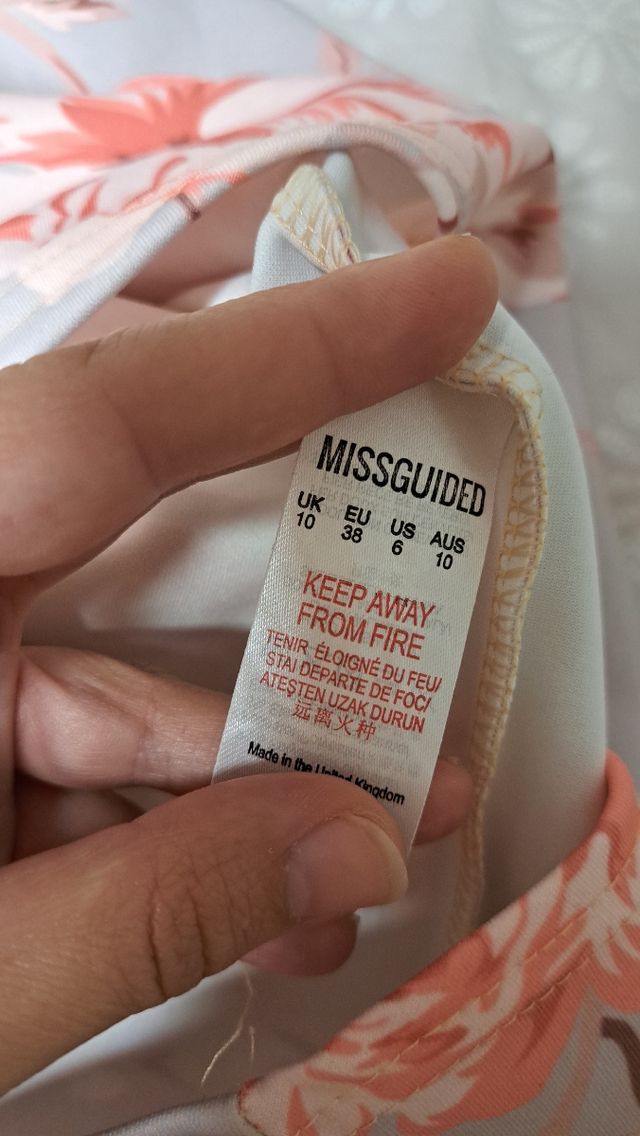 MISSGUIDED
UK EU US AUS
10 38 6 10
KEEP AWAY
FROM FIRE
TENIR ÉLOIGNÉ DU FEU/
STAI DEPARTE DE FOC/
ATEŞTEN UZAK DURUN
远离火种
Made in the United Kingdom